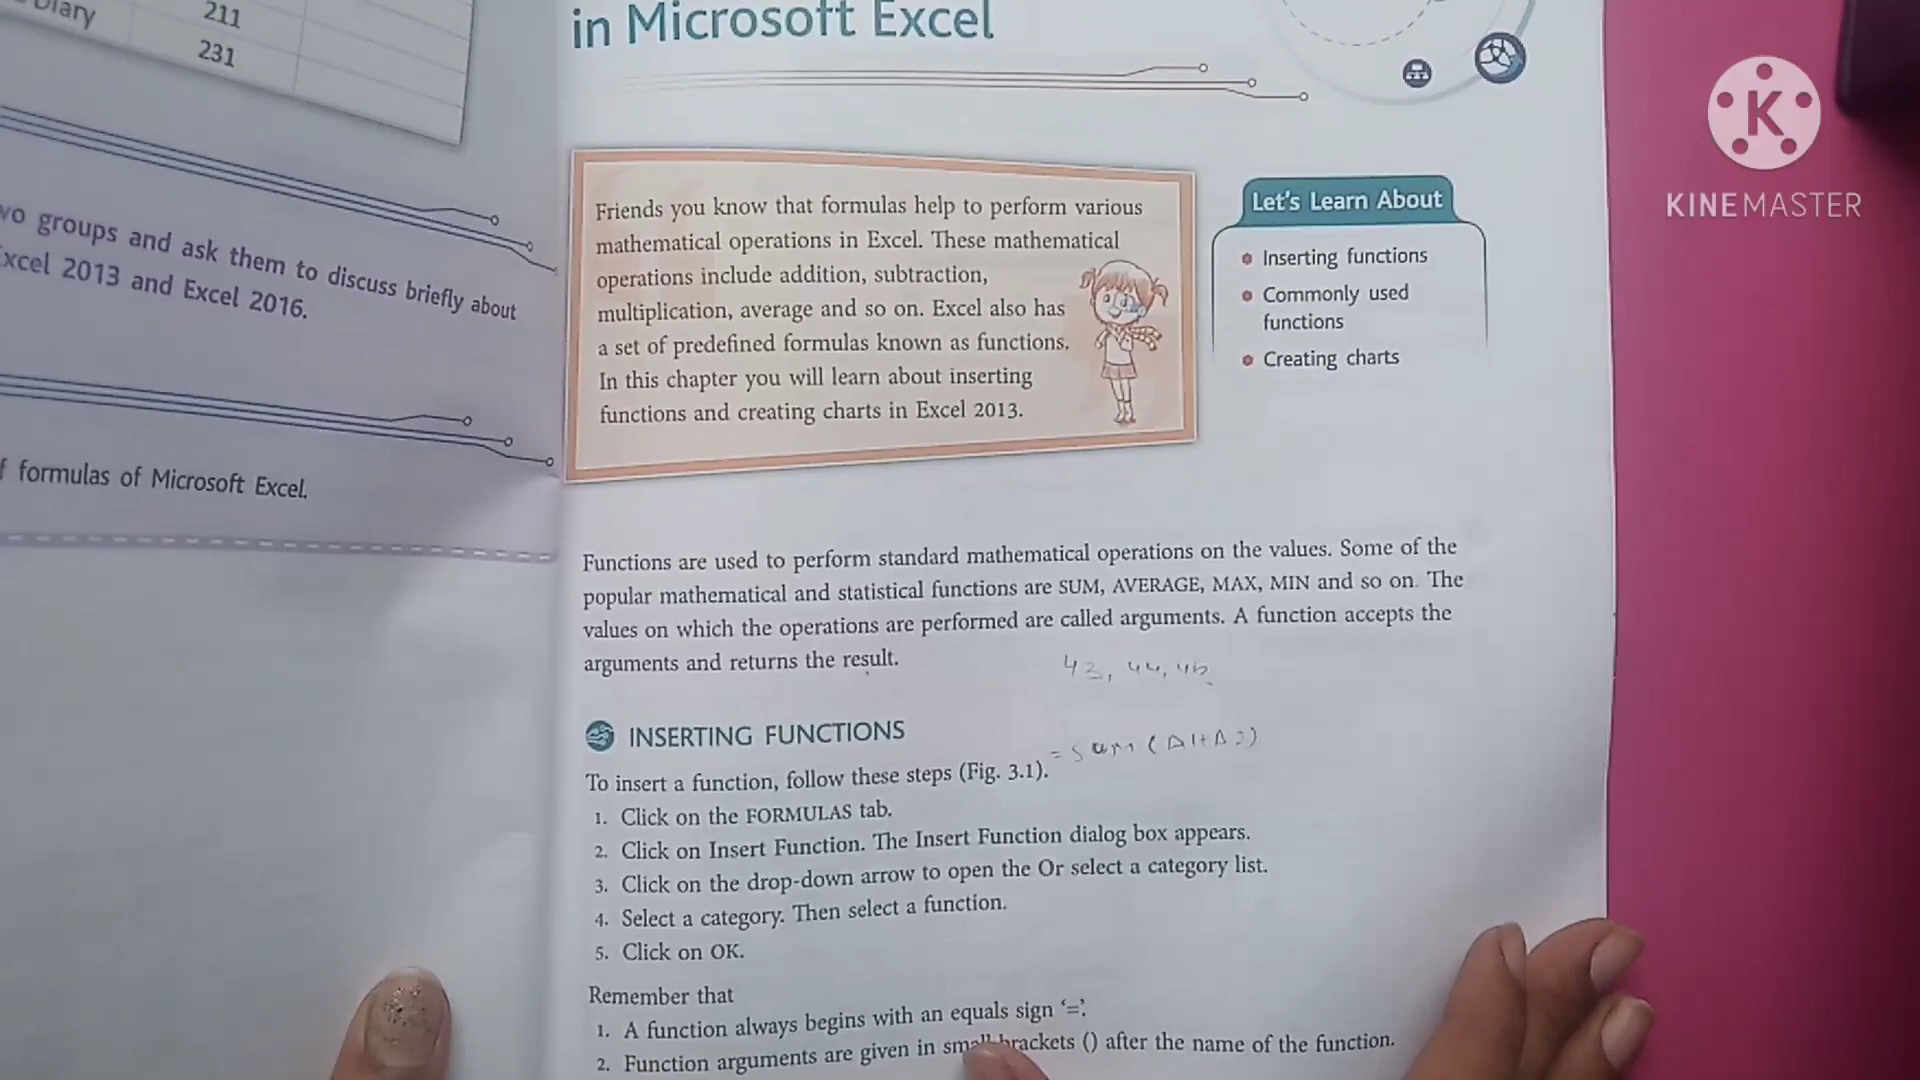 Diary
211
231
groups and ask them to discuss briefly about
Excel 2013 and Excel 2016.
formulas of Microsoft Excel.
in Microsoft Excel
Friends you know that formulas help to perform various
mathematical operations in Excel. These mathematical
operations include addition, subtraction,
multiplication, average and so on. Excel also has
a set of predefined formulas known as functions.
In this chapter you will learn about inserting
functions and creating charts in Excel 2013.
Let's Learn About
Inserting functions
Commonly used
functions
Creating charts
Functions are used to perform standard mathematical operations on the values. Some of the
popular mathematical and statistical functions are SUM, AVERAGE, MAX, MIN and so on. The
values on which the operations are performed are called arguments. A function accepts the
arguments and returns the result.
43, 44, 45
INSERTING FUNCTIONS
=sum(A1+A2)
To insert a function, follow these steps (Fig. 3.1).
1. Click on the FORMULAS tab.
2. Click on Insert Function. The Insert Function dialog box appears.
3. Click on the drop-down arrow to open the Or select a category list.
4. Select a category. Then select a function.
5. Click on OK.
Remember that
1. A function always begins with an equals sign '='.
2. Function arguments are given in small brackets () after the name of the function.
K
KINEMASTER